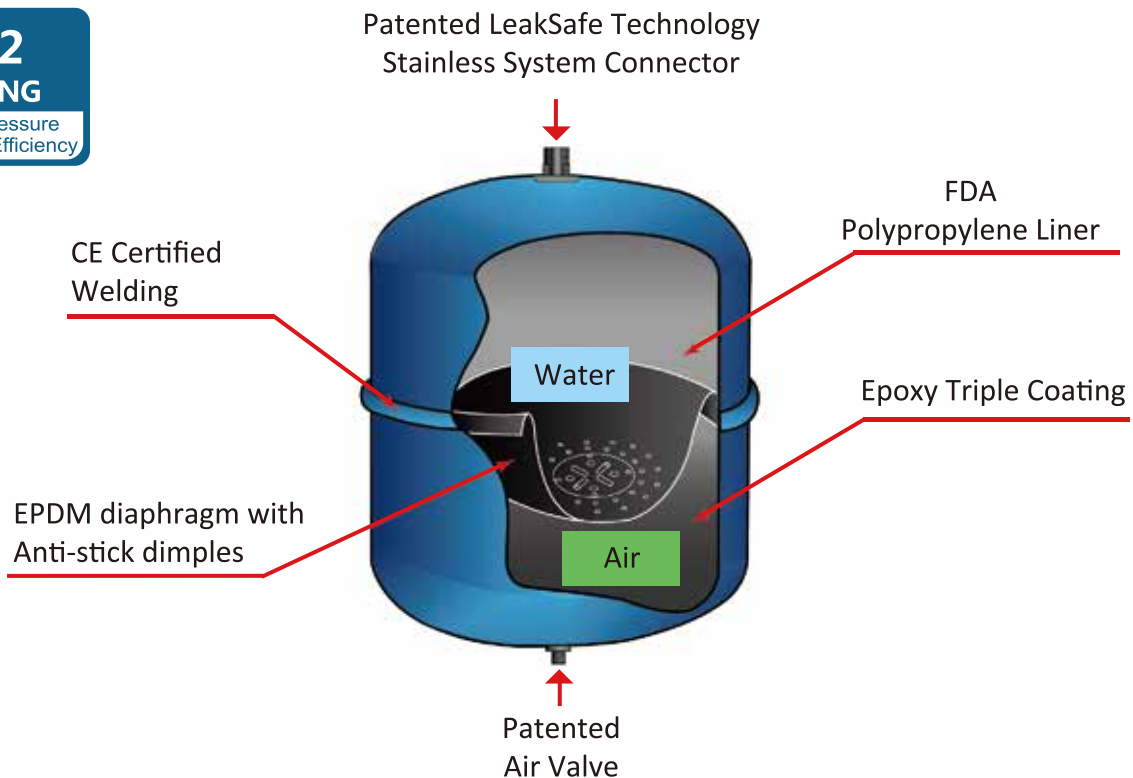 2
NG
essure
Efficiency
Patented LeakSafe Technology
Stainless System Connector
FDA
Polypropylene Liner
CE Certified
Welding
Water
Epoxy Triple Coating
EPDM diaphragm with
Anti-stick dimples
Air
Patented
Air Valve